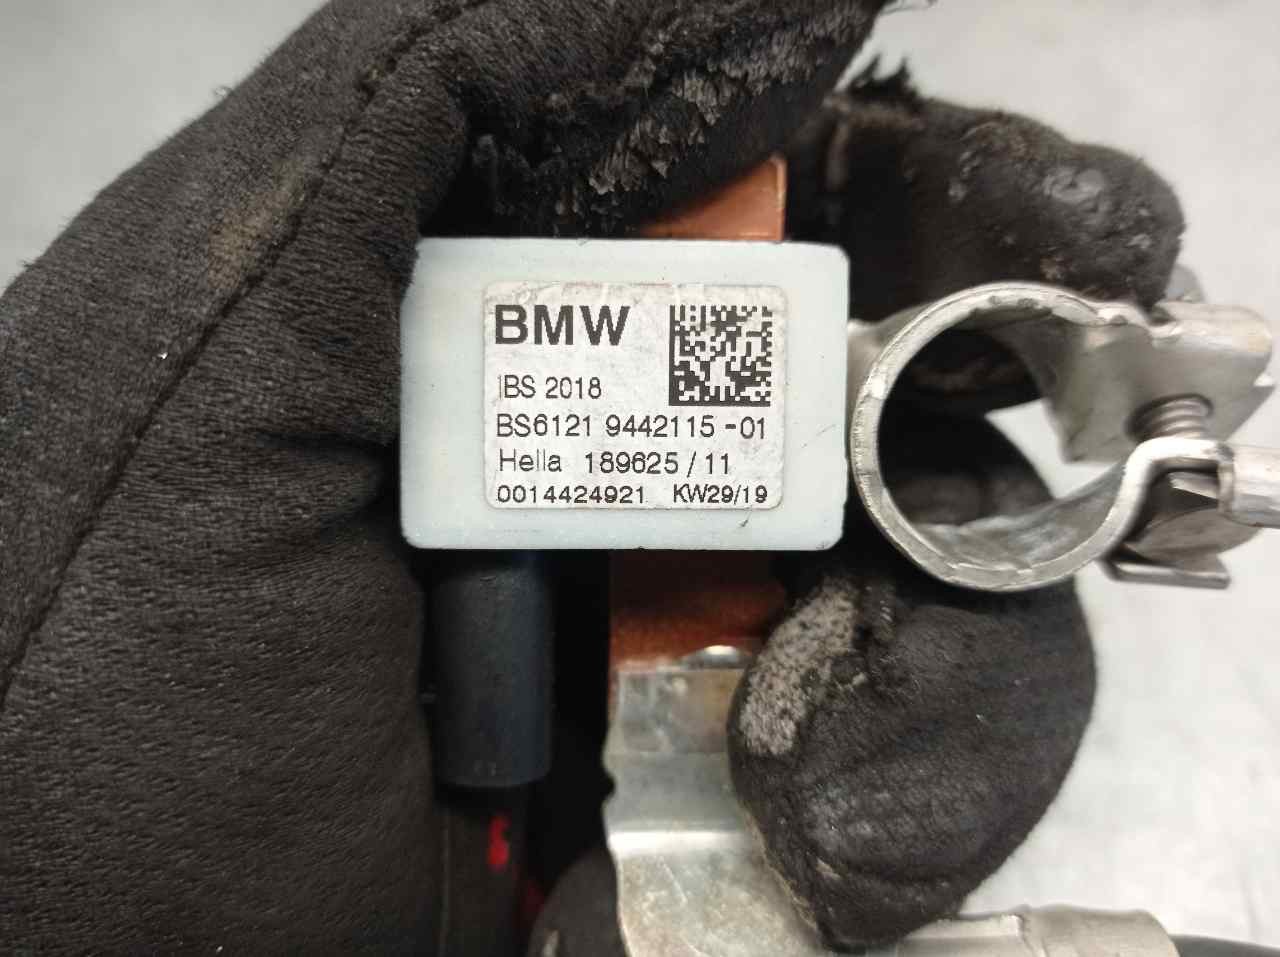 BMW
IBS 2018
BS6121 9442115-01
Hella 189625/11
0014424921 KW29/19